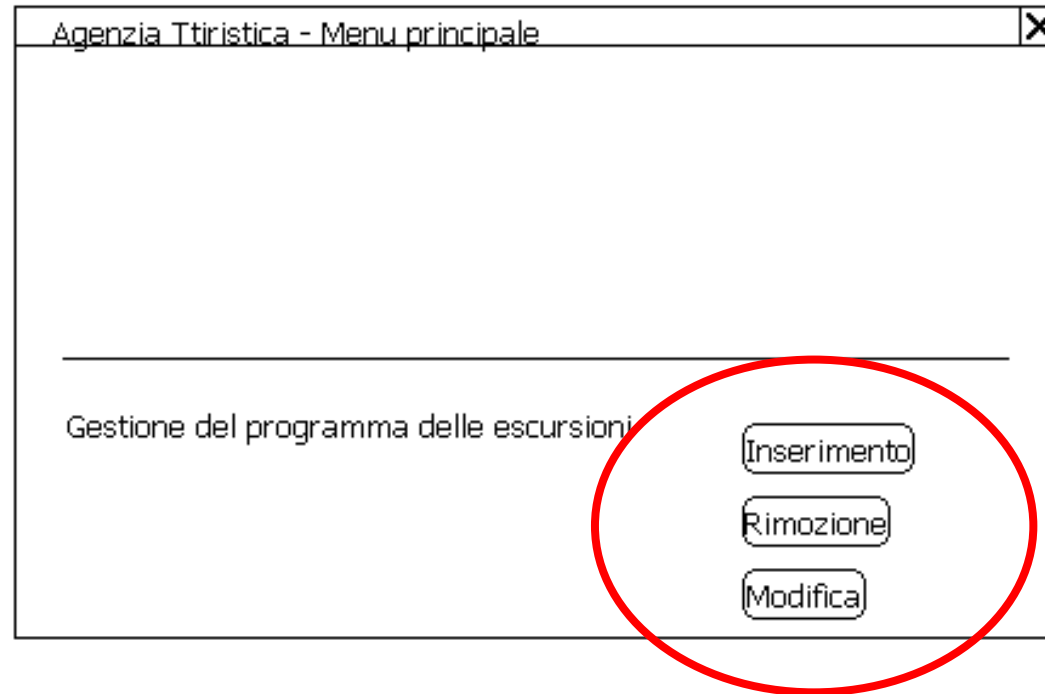 Agenzia Ttiristica - Menu principale
Gestione del programma delle escursioni
Inserimento
Rimozione
Modifica